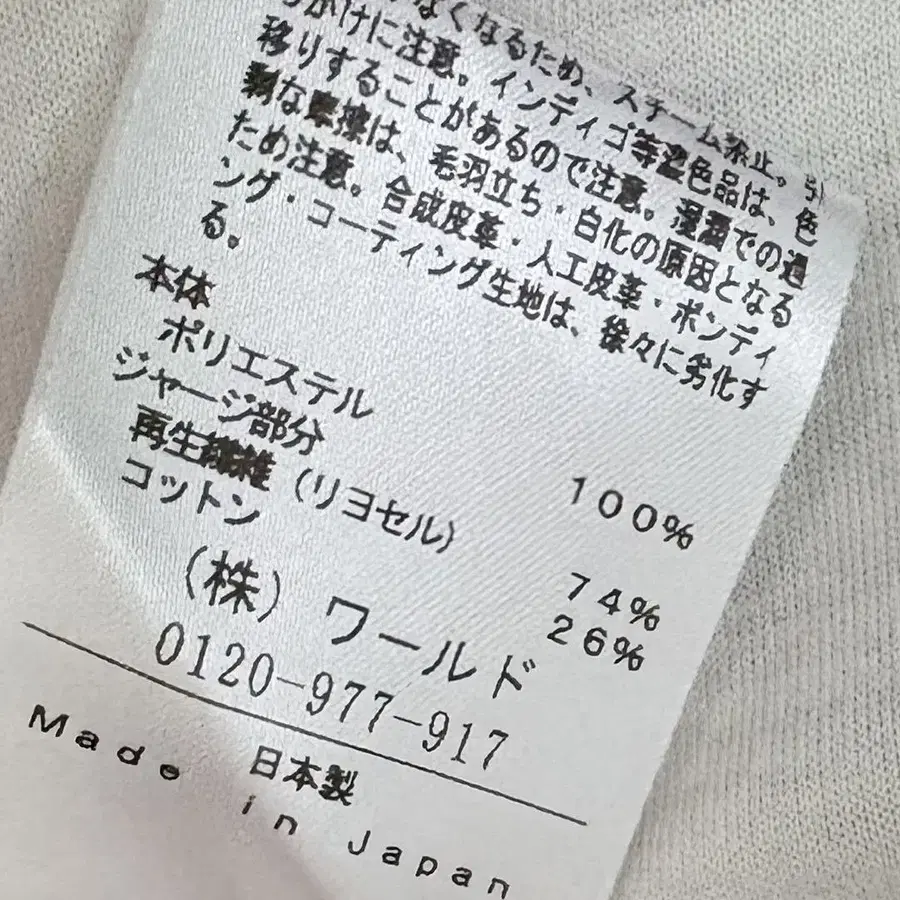 なくなるため、スチーム禁止。引
っかけに注意。インディゴ等濃色品は、色
移りすることがあるので注意。湿潤での過
剰な摩擦は、毛羽立ち・白化の原因となる
ため注意。合成皮革・人工皮革・ボンディ
ング・コーティング生地は、徐々に劣化す
る。
本体
ポリエステル 100%
ジャージ部分
再生繊維(リヨセル) 74%
コットン 26%
(株)ワールド
0120-977-917
日本製
Made in Japan